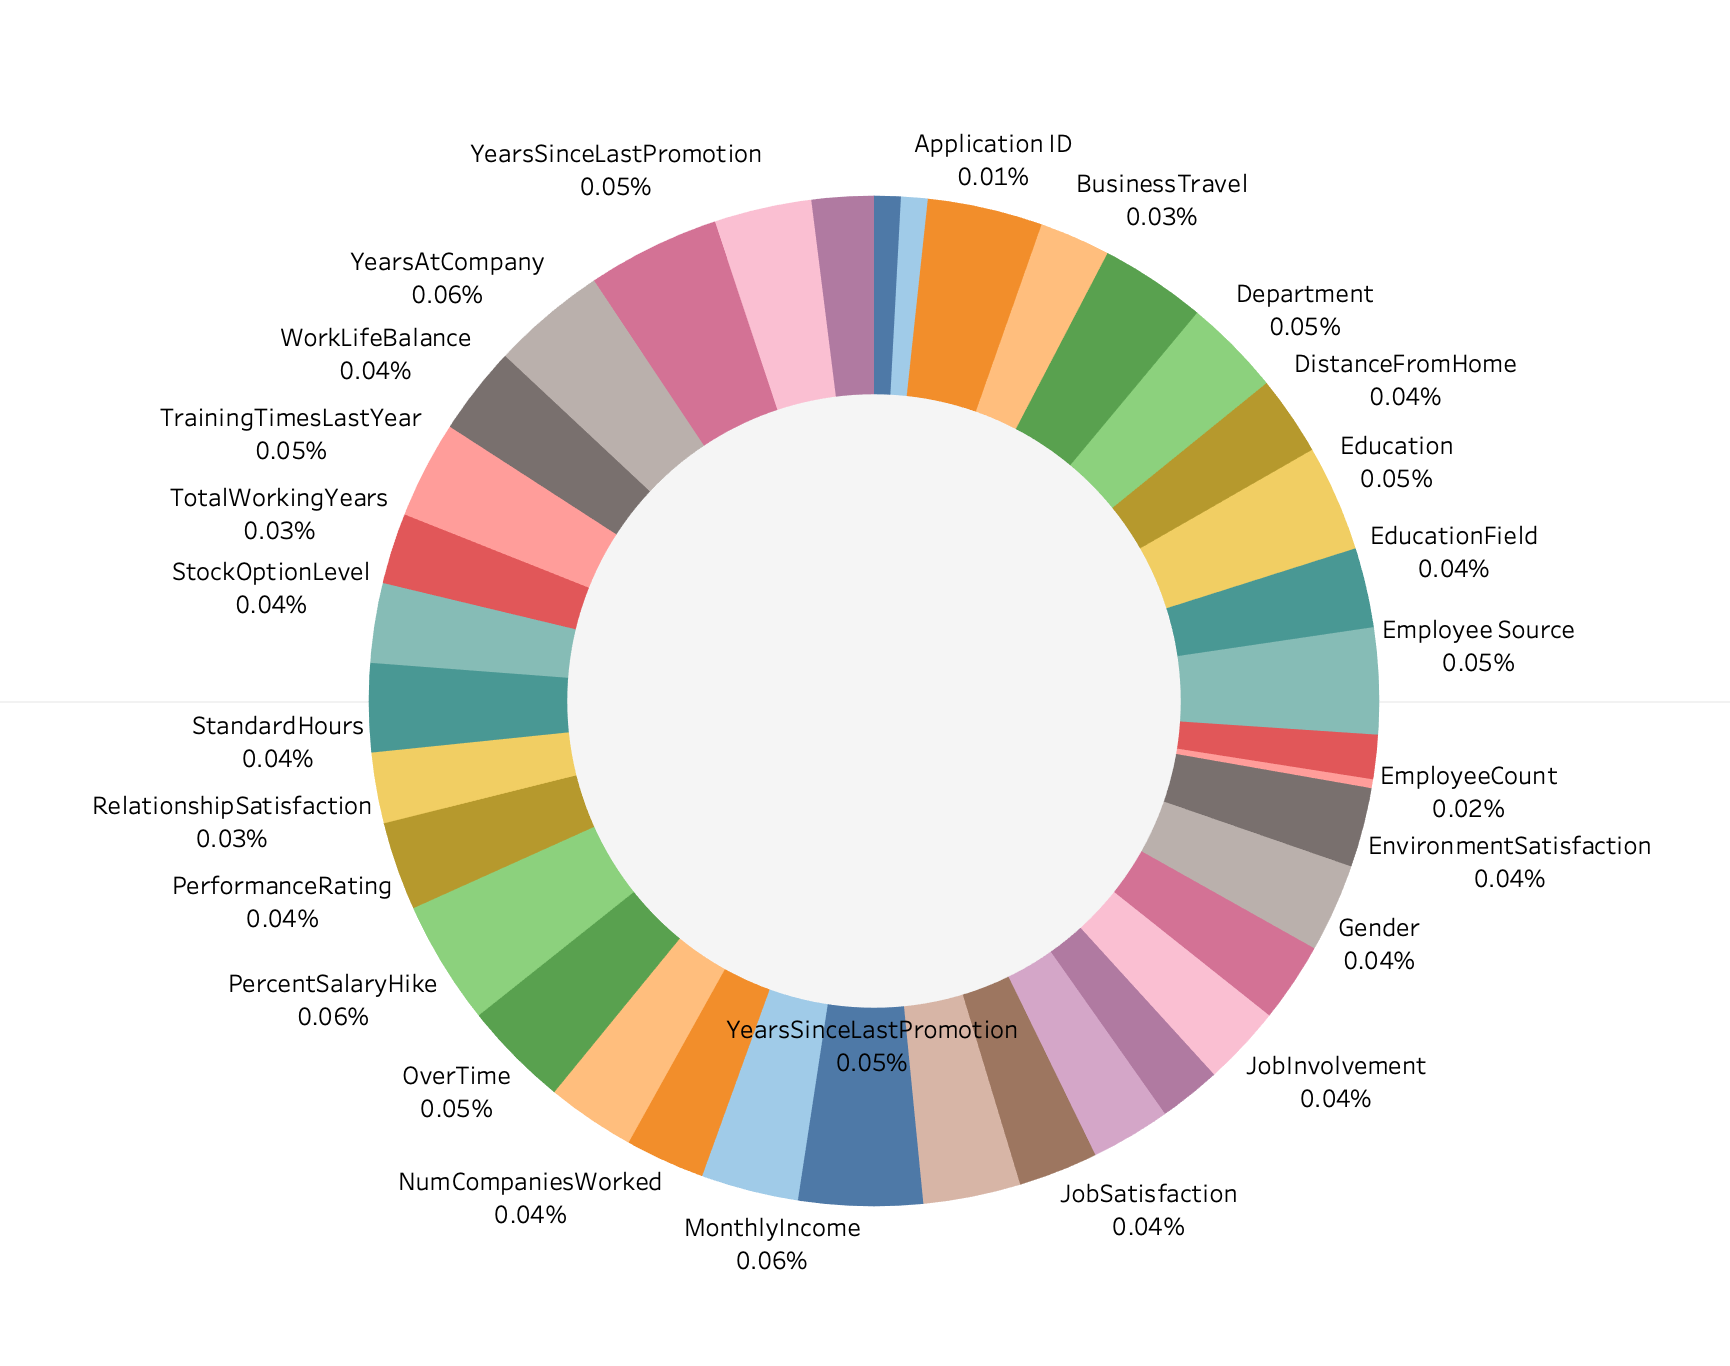 Application ID
0.01%
BusinessTravel
0.03%
Department
0.05%
DistanceFromHome
0.04%
Education
0.05%
EducationField
0.04%
Employee Source
0.05%
EmployeeCount
0.02%
EnvironmentSatisfaction
0.04%
Gender
0.04%
JobInvolvement
0.04%
JobSatisfaction
0.04%
YearsSinceLastPromotion
0.05%
MonthlyIncome
0.06%
NumCompaniesWorked
0.04%
OverTime
0.05%
PercentSalaryHike
0.06%
PerformanceRating
0.04%
RelationshipSatisfaction
0.03%
StandardHours
0.04%
StockOptionLevel
0.04%
TotalWorkingYears
0.03%
TrainingTimesLastYear
0.05%
WorkLifeBalance
0.04%
YearsAtCompany
0.06%
YearsSinceLastPromotion
0.05%